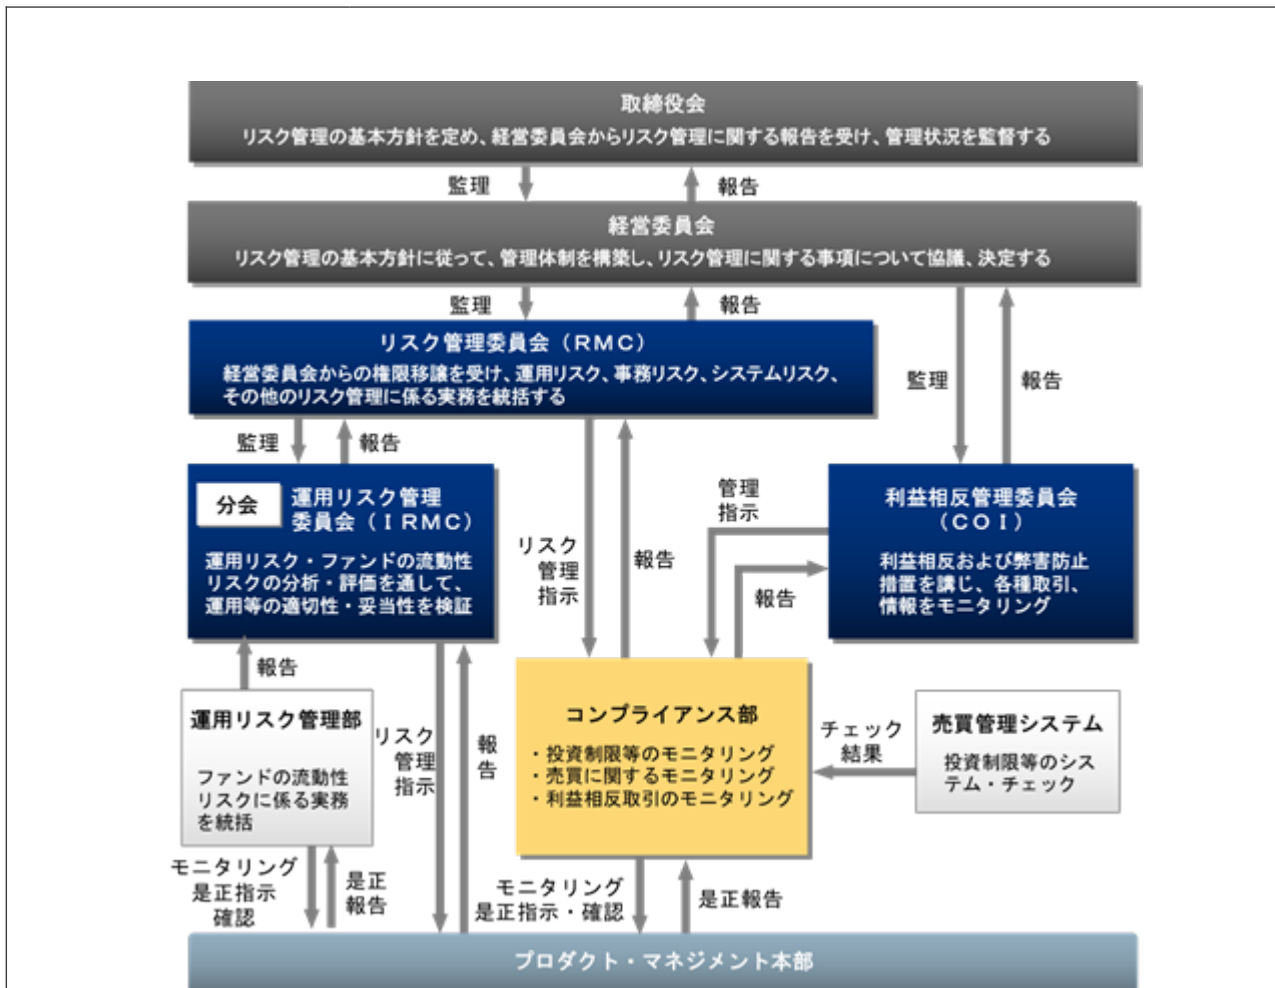 取締役会
リスク管理の基本方針を定め、経営委員会からリスク管理に関する報告を受け、管理状況を監督する
監理
報告
経営委員会
リスク管理の基本方針に従って、管理体制を構築し、リスク管理に関する事項について協議、決定する
監理
報告
リスク管理委員会（ＲＭＣ）
経営委員会からの権限移譲を受け、運用リスク、事務リスク、システムリスク、
その他のリスク管理に係る実務を統括する
監理
報告
監理
報告
分会
運用リスク管理
委員会（ＩＲＭＣ）
運用リスク・ファンドの流動性
リスクの分析・評価を通して、
運用等の適切性・妥当性を検証
リスク
管理
指示
報告
管理
指示
報告
利益相反管理委員会
（ＣＯＩ）
利益相反および弊害防止
措置を講じ、各種取引、
情報をモニタリング
報告
運用リスク管理部
ファンドの流動性
リスクに係る実務
を統括
リスク
管理
指示
報
告
コンプライアンス部
・投資制限等のモニタリング
・売買に関するモニタリング
・利益相反取引のモニタリング
チェック
結果
売買管理システム
投資制限等のシス
テム・チェック
モニタリング
是正指示
確認
是正
報告
モニタリング
是正指示・確認
是正報告
プロダクト・マネジメント本部